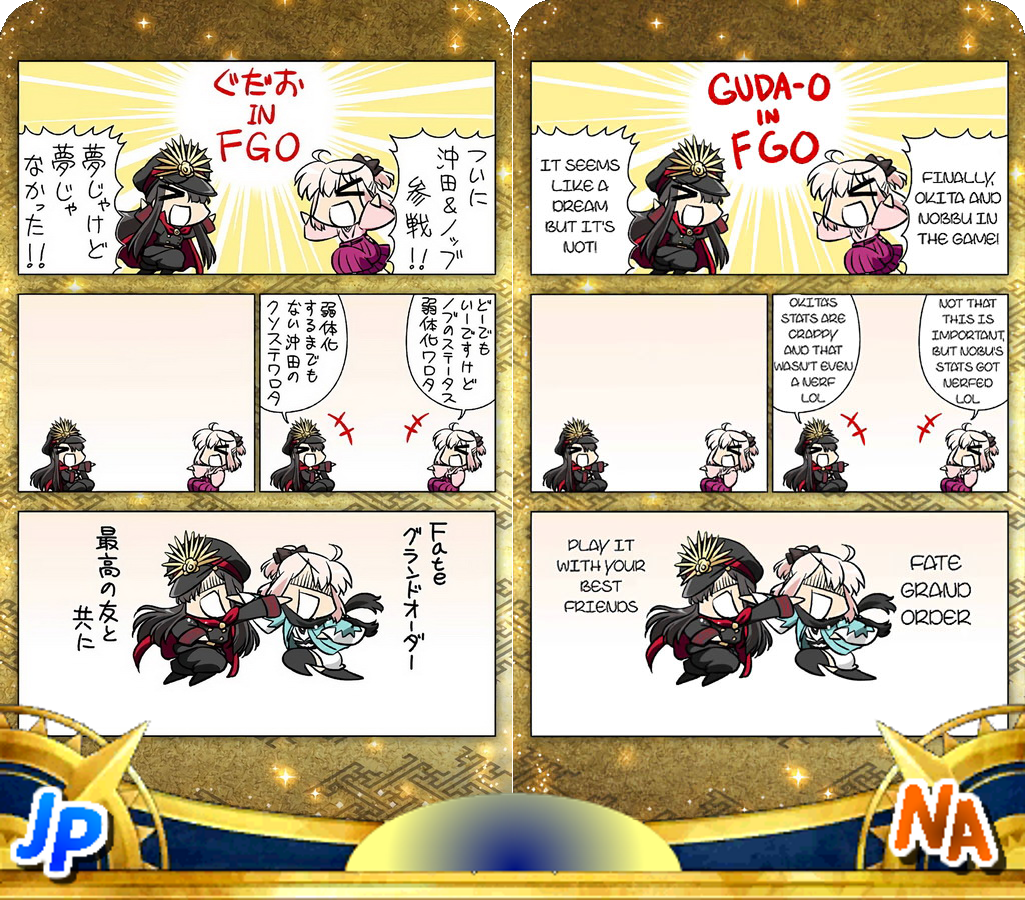 ぐだお
IN
FGO
ついに
沖田&ノッブ
参戦!!
夢じゃけど
夢じゃ
なかった!!
どーでも
いーですけど
ノブのステータス
弱体化ワロタ
弱体化
するまでも
ない沖田の
クソステワロタ
Fate
グランドオーダー
最高の友と
共に
JP
GUDA-O
IN
FGO
IT SEEMS
LIKE A
DREAM
BUT IT'S
NOT!
FINALLY,
OKITA AND
NOBBU IN
THE GAME!
OKITA'S
STATS ARE
CRAPPY
AND THAT
WASN'T EVEN
A NERF
LOL
NOT THAT
THIS IS
IMPORTANT,
BUT NOBU'S
STATS GOT
NERFED
LOL
PLAY IT
WITH YOUR
BEST
FRIENDS
FATE
GRAND
ORDER
NA